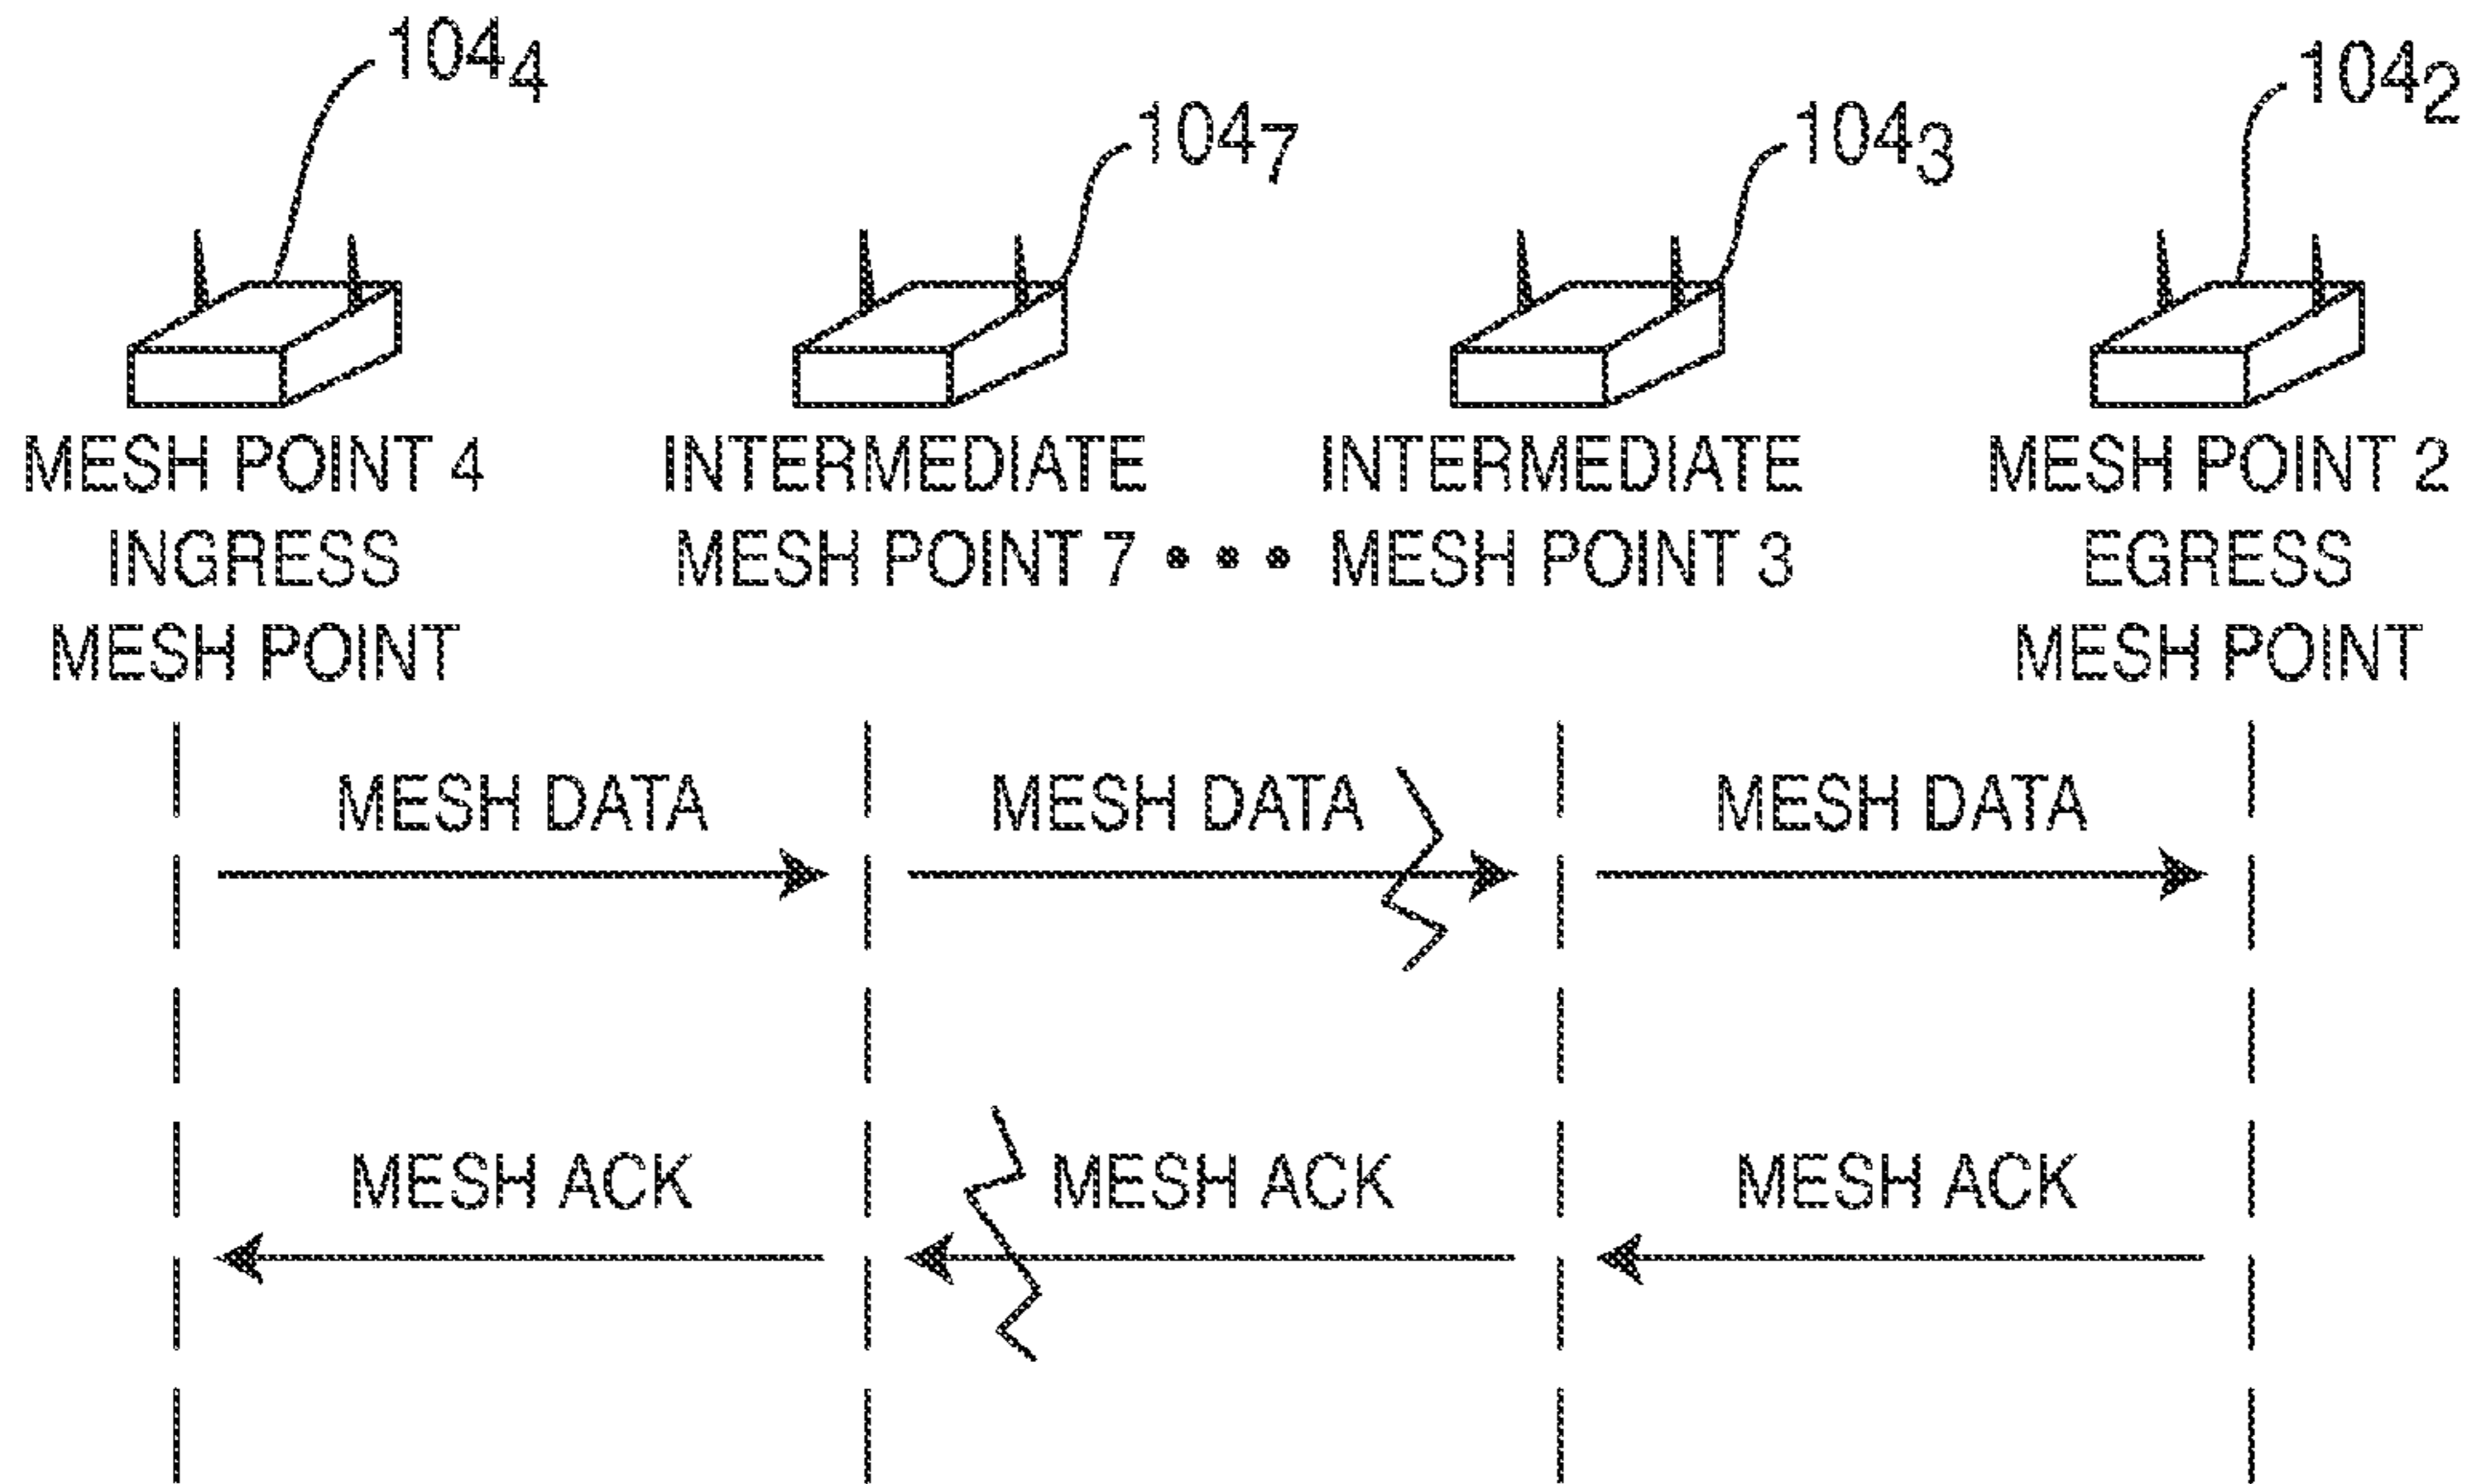 104₄
104₇
104₃
104₂
MESH POINT 4
INGRESS
MESH POINT
INTERMEDIATE
MESH POINT 7 • • •
INTERMEDIATE
MESH POINT 3
MESH POINT 2
EGRESS
MESH POINT
MESH DATA
MESH DATA
MESH DATA
MESH ACK
MESH ACK
MESH ACK